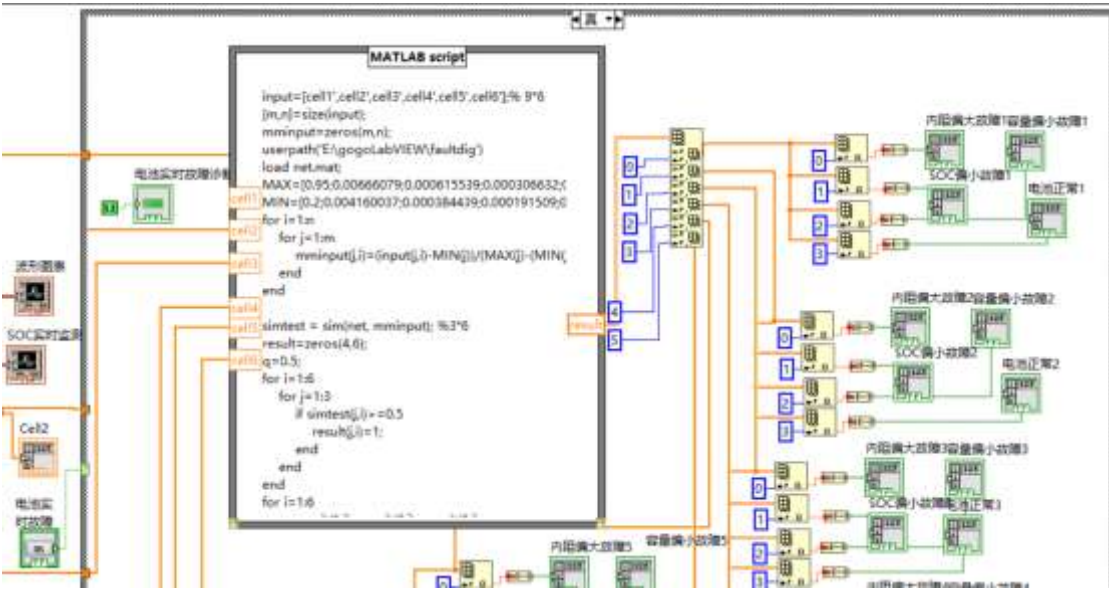 真
MATLAB script
input=[cell1',cell2',cell3',cell4',cell5',cell6'];% 9*6
[m,n]=size(input);
mminput=zeros(m,n);
userpath('E:\gogoLabVIEW\faultdig')
load net.mat;
MAX=[0.95;0.00666079;0.000615539;0.000306632;
MIN=[0.2;0.004160037;0.000384439;0.000191509;
for i=1:n
for j=1:m
mminput(j,i)=(input(j,i)-MIN(j))/(MAX(j)-(MIN(
end
end
simtest = sim(net, mminput); %3*6
result=zeros(4,6);
q=0.5;
for i=1:6
for j=1:3
if simtest(j,i)>=0.5
result(j,i)=1;
end
end
end
for i=1:6
cell1
cell2
cell3
cell4
cell5
cell6
result
电池实时故障诊断
波形图表
SOC实时监测
Cell2
电池实
时故障
0
1
2
3
4
5
内阻偏大故障1
容量偏小故障1
SOC偏小故障1
电池正常1
0
1
2
3
内阻偏大故障2
容量偏小故障2
SOC偏小故障2
电池正常2
0
1
2
3
内阻偏大故障3
容量偏小故障3
SOC偏小故障
电池正常3
0
1
2
3
内阻偏大故障5
容量偏小故障5